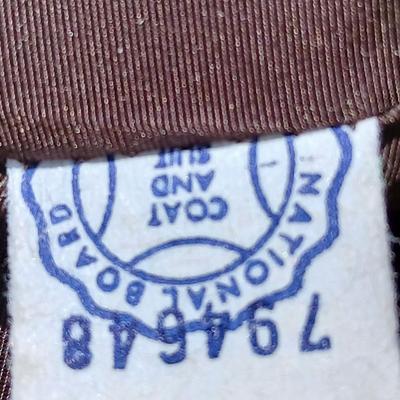 NATIONAL BOARD
COAT
AND
SUIT
794648